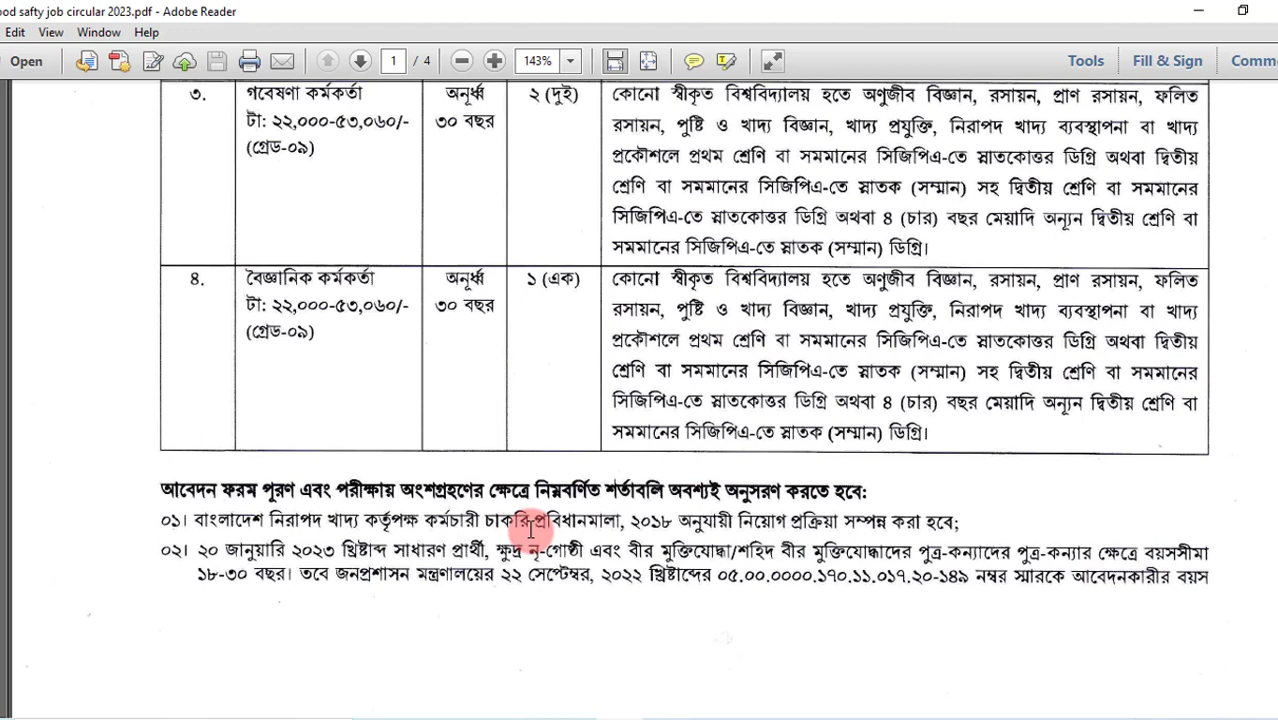 ood safty job circular 2023.pdf - Adobe Reader
Edit View Window Help
Open 1 / 4 143% Tools Fill & Sign Comm
৩. গবেষণা কর্মকর্তা অনূর্ধ্ব ২ (দুই) কোনো স্বীকৃত বিশ্ববিদ্যালয় হতে অণুজীব বিজ্ঞান, রসায়ন, প্রাণ রসায়ন, ফলিত
টা: ২২,০০০-৫৩,০৬০/- ৩০ বছর রসায়ন, পুষ্টি ও খাদ্য বিজ্ঞান, খাদ্য প্রযুক্তি, নিরাপদ খাদ্য ব্যবস্থাপনা বা খাদ্য
(গ্রেড-০৯) প্রকৌশলে প্রথম শ্রেণি বা সমমানের সিজিপিএ-তে স্নাতকোত্তর ডিগ্রি অথবা দ্বিতীয়
শ্রেণি বা সমমানের সিজিপিএ-তে স্নাতক (সম্মান) সহ দ্বিতীয় শ্রেণি বা সমমানের
সিজিপিএ-তে স্নাতকোত্তর ডিগ্রি অথবা ৪ (চার) বছর মেয়াদি অন্যূন দ্বিতীয় শ্রেণি বা
সমমানের সিজিপিএ-তে স্নাতক (সম্মান) ডিগ্রি।
৪. বৈজ্ঞানিক কর্মকর্তা অনূর্ধ্ব ১ (এক) কোনো স্বীকৃত বিশ্ববিদ্যালয় হতে অণুজীব বিজ্ঞান, রসায়ন, প্রাণ রসায়ন, ফলিত
টা: ২২,০০০-৫৩,০৬০/- ৩০ বছর রসায়ন, পুষ্টি ও খাদ্য বিজ্ঞান, খাদ্য প্রযুক্তি, নিরাপদ খাদ্য ব্যবস্থাপনা বা খাদ্য
(গ্রেড-০৯) প্রকৌশলে প্রথম শ্রেণি বা সমমানের সিজিপিএ-তে স্নাতকোত্তর ডিগ্রি অথবা দ্বিতীয়
শ্রেণি বা সমমানের সিজিপিএ-তে স্নাতক (সম্মান) সহ দ্বিতীয় শ্রেণি বা সমমানের
সিজিপিএ-তে স্নাতকোত্তর ডিগ্রি অথবা ৪ (চার) বছর মেয়াদি অন্যূন দ্বিতীয় শ্রেণি বা
সমমানের সিজিপিএ-তে স্নাতক (সম্মান) ডিগ্রি।
আবেদন ফরম পূরণ এবং পরীক্ষায় অংশগ্রহণের ক্ষেত্রে নিম্নবর্ণিত শর্তাবলি অবশ্যই অনুসরণ করতে হবে:
০১। বাংলাদেশ নিরাপদ খাদ্য কর্তৃপক্ষ কর্মচারী চাকরি-প্রবিধানমালা, ২০১৮ অনুযায়ী নিয়োগ প্রক্রিয়া সম্পন্ন করা হবে;
০২। ২০ জানুয়ারি ২০২৩ খ্রিষ্টাব্দ সাধারণ প্রার্থী, ক্ষুদ্র নৃ-গোষ্ঠী এবং বীর মুক্তিযোদ্ধা/শহিদ বীর মুক্তিযোদ্ধাদের পুত্র-কন্যাদের পুত্র-কন্যার ক্ষেত্রে বয়সসীমা
১৮-৩০ বছর। তবে জনপ্রশাসন মন্ত্রণালয়ের ২২ সেপ্টেম্বর, ২০২২ খ্রিষ্টাব্দের ০৫.০০.০০০০.১৭০.১১.০১৭.২০-১৪৯ নম্বর স্মারকে আবেদনকারীর বয়স